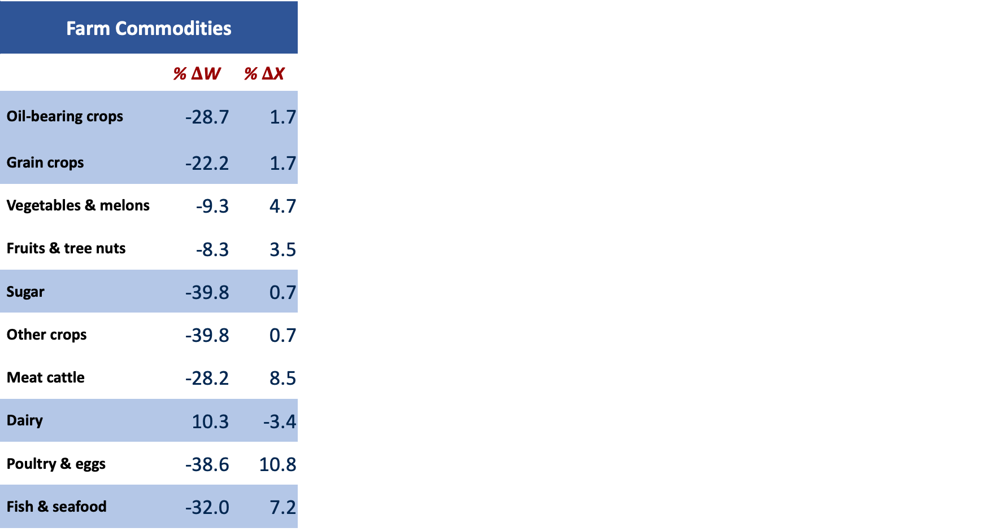 Farm Commodities
% ΔW % ΔX
Oil-bearing crops -28.7 1.7
Grain crops -22.2 1.7
Vegetables & melons -9.3 4.7
Fruits & tree nuts -8.3 3.5
Sugar -39.8 0.7
Other crops -39.8 0.7
Meat cattle -28.2 8.5
Dairy 10.3 -3.4
Poultry & eggs -38.6 10.8
Fish & seafood -32.0 7.2